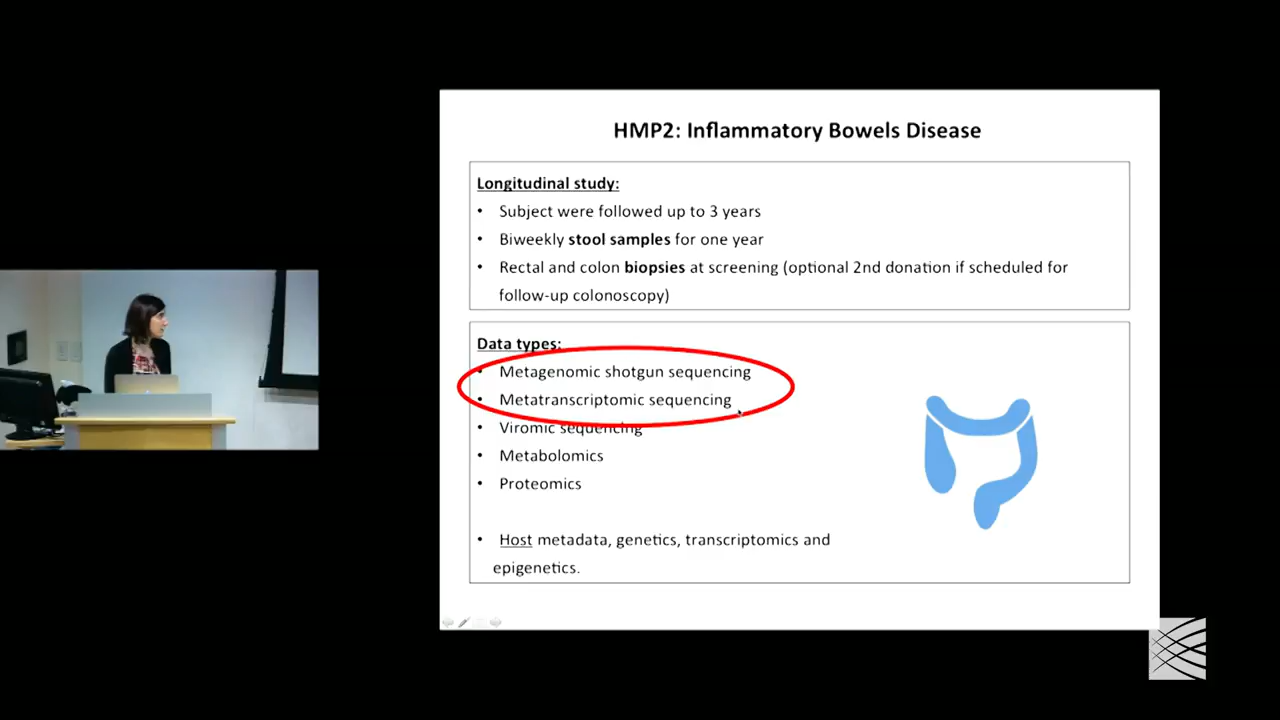 HMP2: Inflammatory Bowels Disease
Longitudinal study:
• Subject were followed up to 3 years
• Biweekly stool samples for one year
• Rectal and colon biopsies at screening (optional 2nd donation if scheduled for
follow-up colonoscopy)
Data types:
• Metagenomic shotgun sequencing
• Metatranscriptomic sequencing
• Viromic sequencing
• Metabolomics
• Proteomics
• Host metadata, genetics, transcriptomics and
epigenetics.